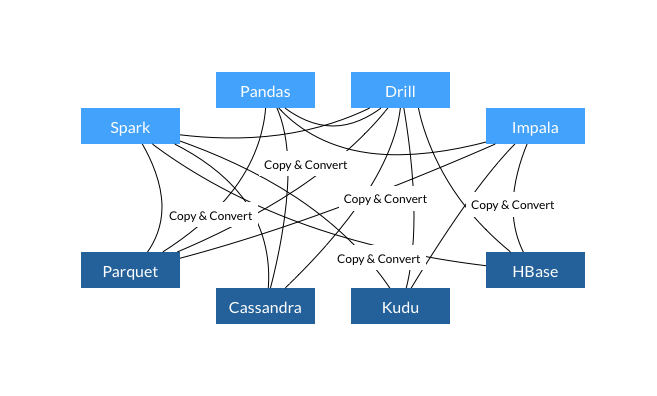 Pandas
Drill
Spark
Impala
Copy & Convert
Copy & Convert
Copy & Convert
Copy & Convert
Copy & Convert
Parquet
HBase
Cassandra
Kudu